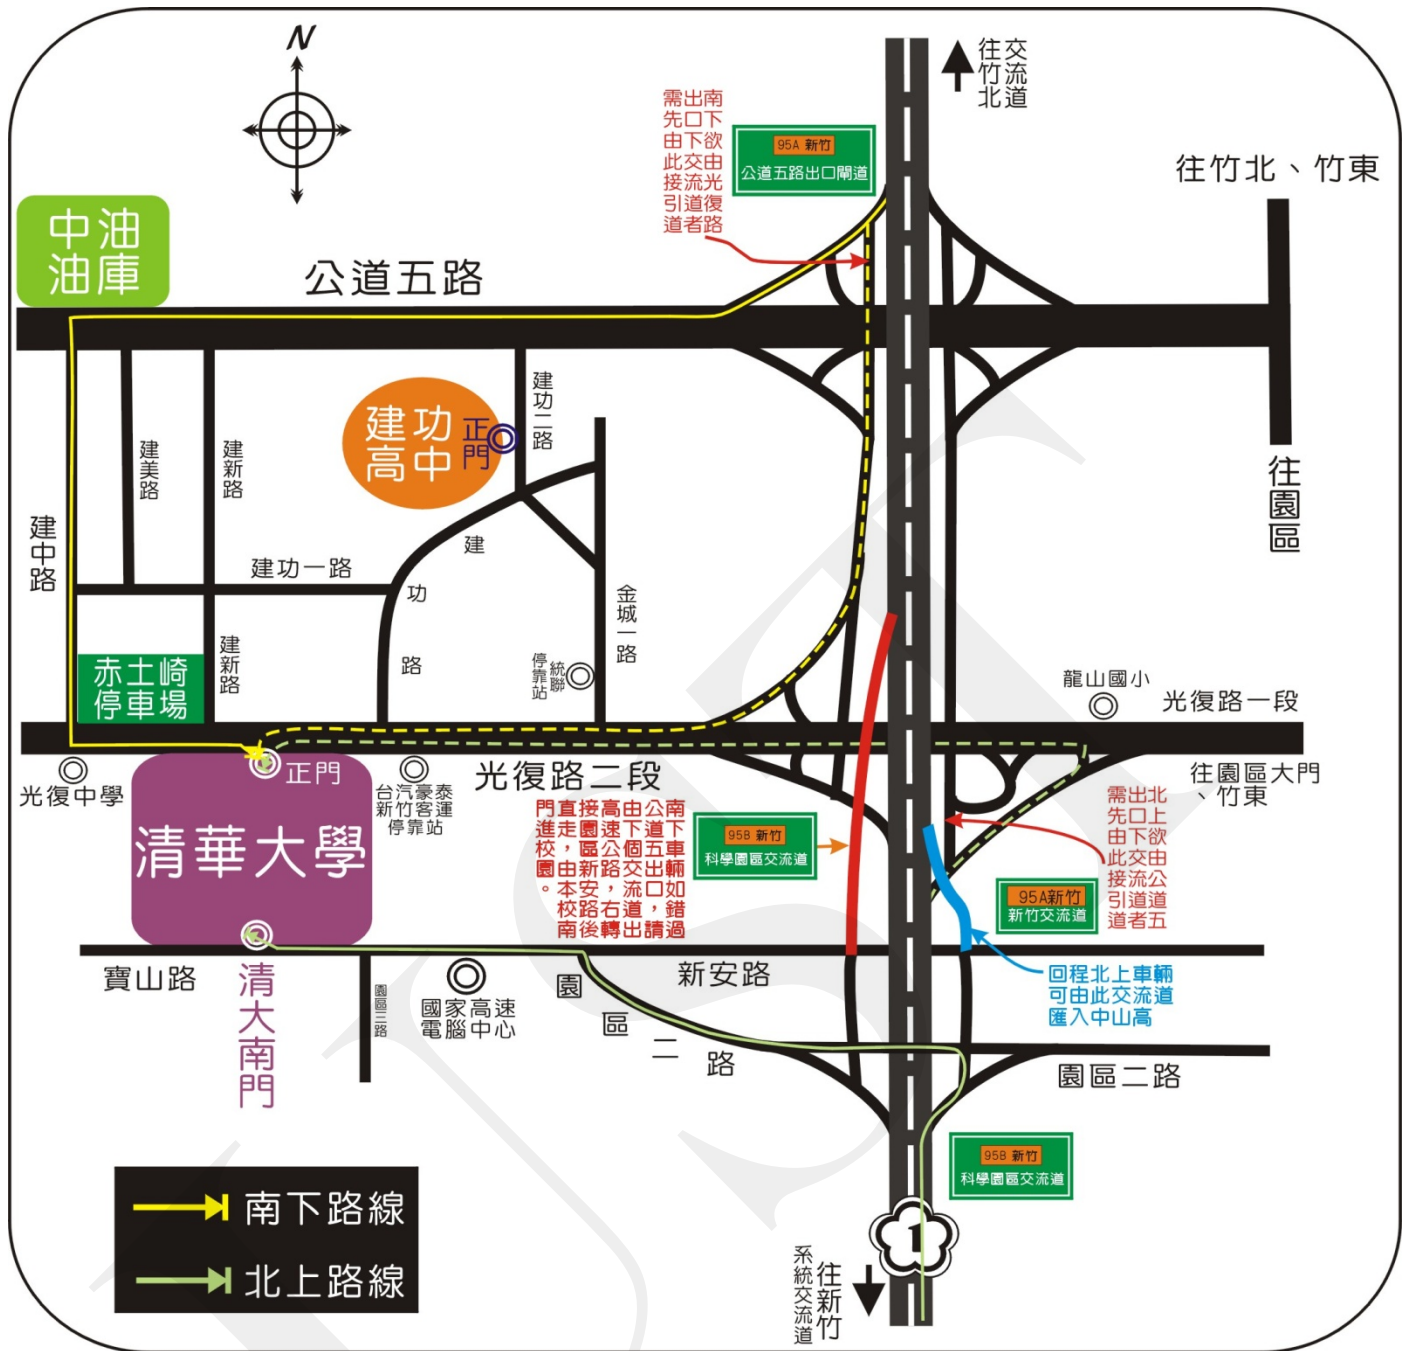 N
往竹北
交流道
南下欲由光復路
出口下交流道者
需先由此接引道
95A 新竹
公道五路出口閘道
往竹北、竹東
中油
油庫
公道五路
建功
高中
正門
建功二路
建美路
建新路
建中路
往園區
建功一路
建功路
金城一路
建新路
統聯
停靠站
赤土崎
停車場
龍山國小
光復路一段
正門
光復中學
台汽豪泰
新竹客運
停靠站
光復路二段
往園區大門
、竹東
清華大學
南下車輛如錯過
公道五出口,請
由下個交流道出
高速公路,右轉
接園區新安路後
直走,由本校南
門進校園。
95B 新竹
科學園區交流道
北上欲由公道五
出口下交流道者
需先由此接引道
95A新竹
新竹交流道
寶山路
清大南門
園區三路
國家高速
電腦中心
新安路
園區二路
回程北上車輛
可由此交流道
匯入中山高
園區二路
95B 新竹
科學園區交流道
1
往新竹
系統交流道
南下路線
北上路線